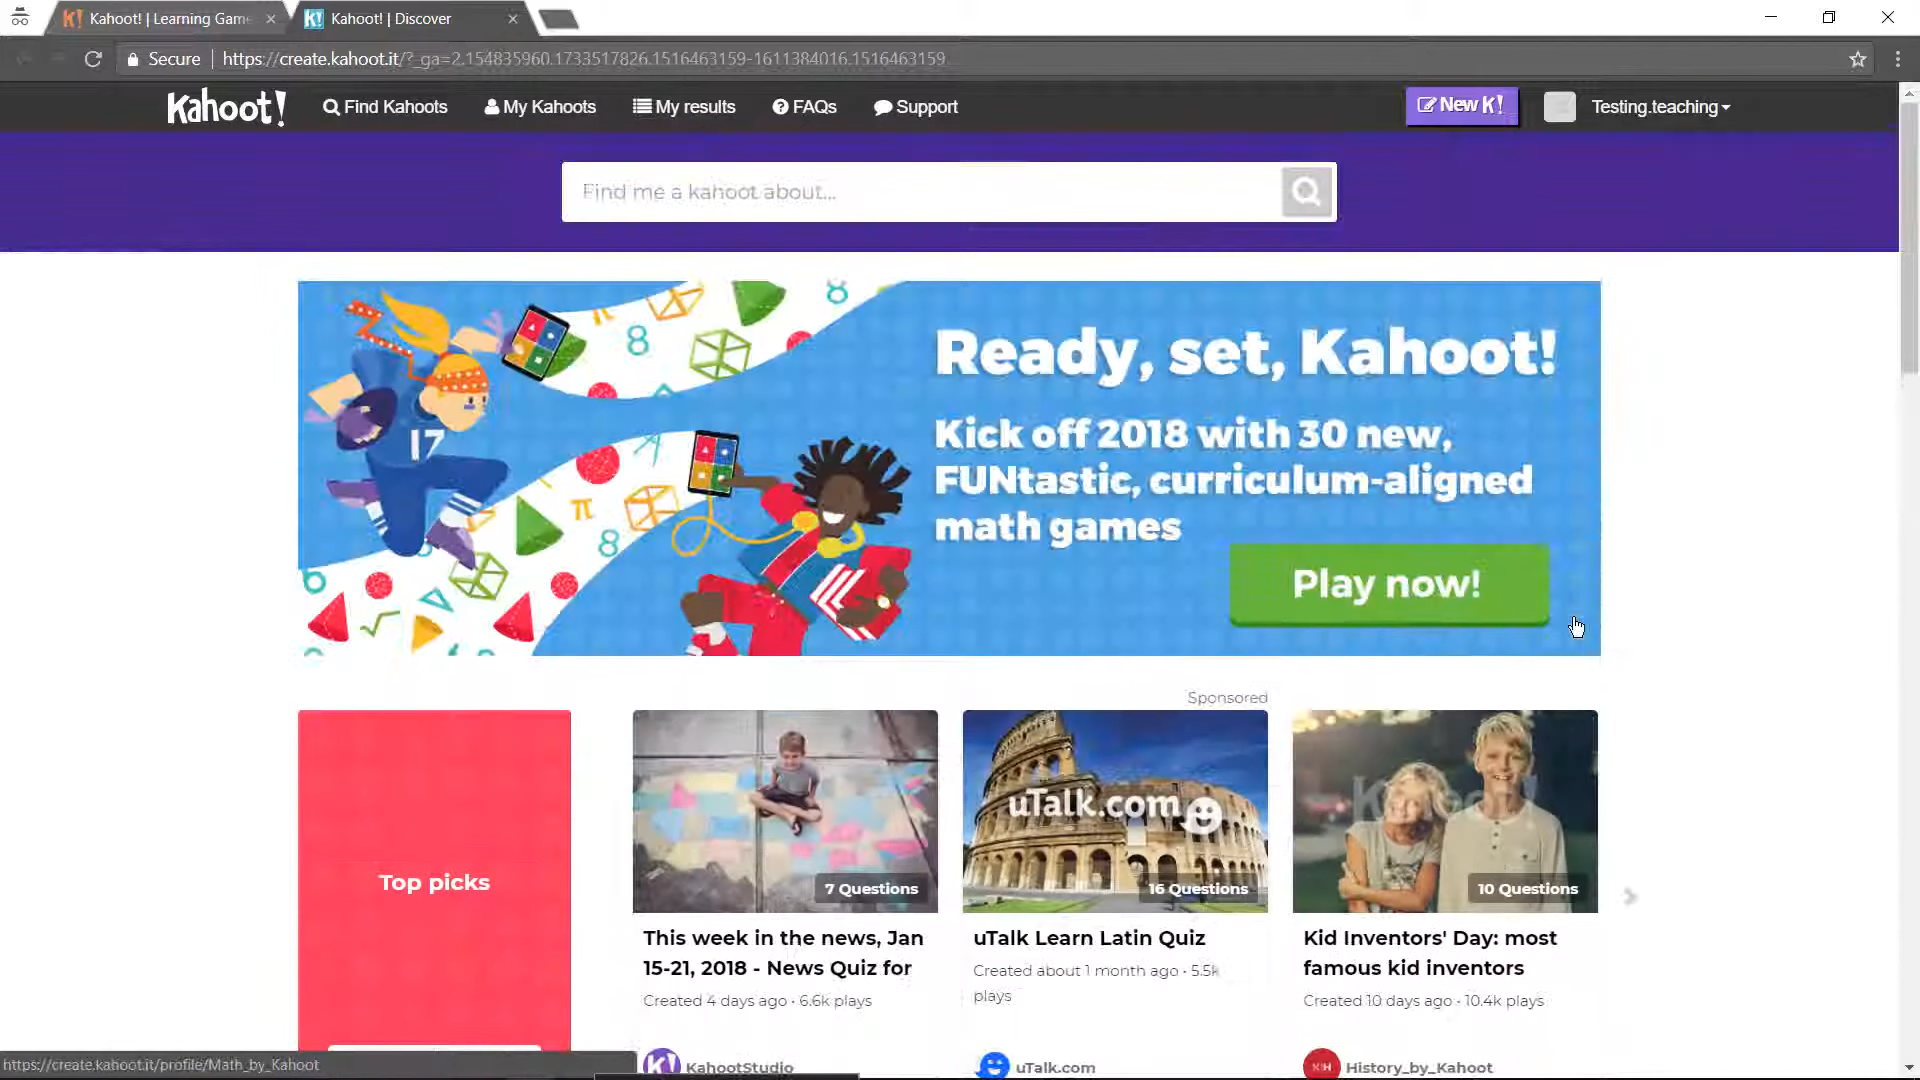 Kahoot! | Learning Game
Kahoot! | Discover
Secure
https://create.kahoot.it/?_ga=2.154835960.1733517826.1516463159-1611384016.1516463159
Kahoot!
Find Kahoots
My Kahoots
My results
FAQs
Support
New K!
Testing.teaching
Find me a kahoot about...
Ready, set, Kahoot!
Kick off 2018 with 30 new,
FUNtastic, curriculum-aligned
math games
Play now!
17
Sponsored
Top picks
7 Questions
This week in the news, Jan
15-21, 2018 - News Quiz for
Created 4 days ago · 6.6k plays
KahootStudio
uTalk.com
16 Questions
uTalk Learn Latin Quiz
Created about 1 month ago · 5.5k
plays
uTalk.com
10 Questions
Kid Inventors' Day: most
famous kid inventors
Created 10 days ago · 10.4k plays
History_by_Kahoot
https://create.kahoot.it/profile/Math_by_Kahoot